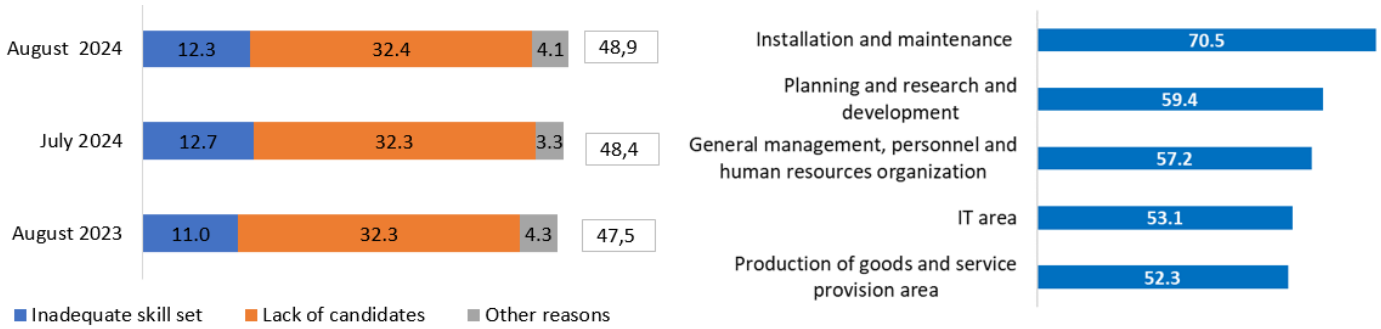 August 2024
12.3
32.4
4.1
48,9
July 2024
12.7
32.3
3.3
48,4
August 2023
11.0
32.3
4.3
47,5
Inadequate skill set
Lack of candidates
Other reasons
Installation and maintenance
70.5
Planning and research and
development
59.4
General management, personnel and
human resources organization
57.2
IT area
53.1
Production of goods and service
provision area
52.3